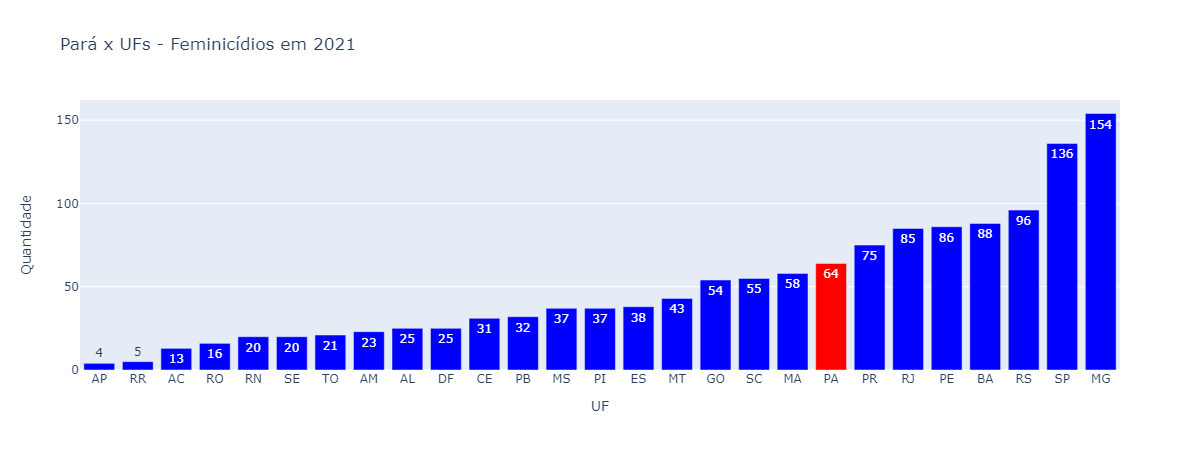 Pará x UFs - Feminicídios em 2021
Quantidade
150
100
50
0
4 5 13 16 20 20 21 23 25 25 31 32 37 37 38 43 54 55 58 64 75 85 86 88 96 136 154
AP RR AC RO RN SE TO AM AL DF CE PB MS PI ES MT GO SC MA PA PR RJ PE BA RS SP MG
UF